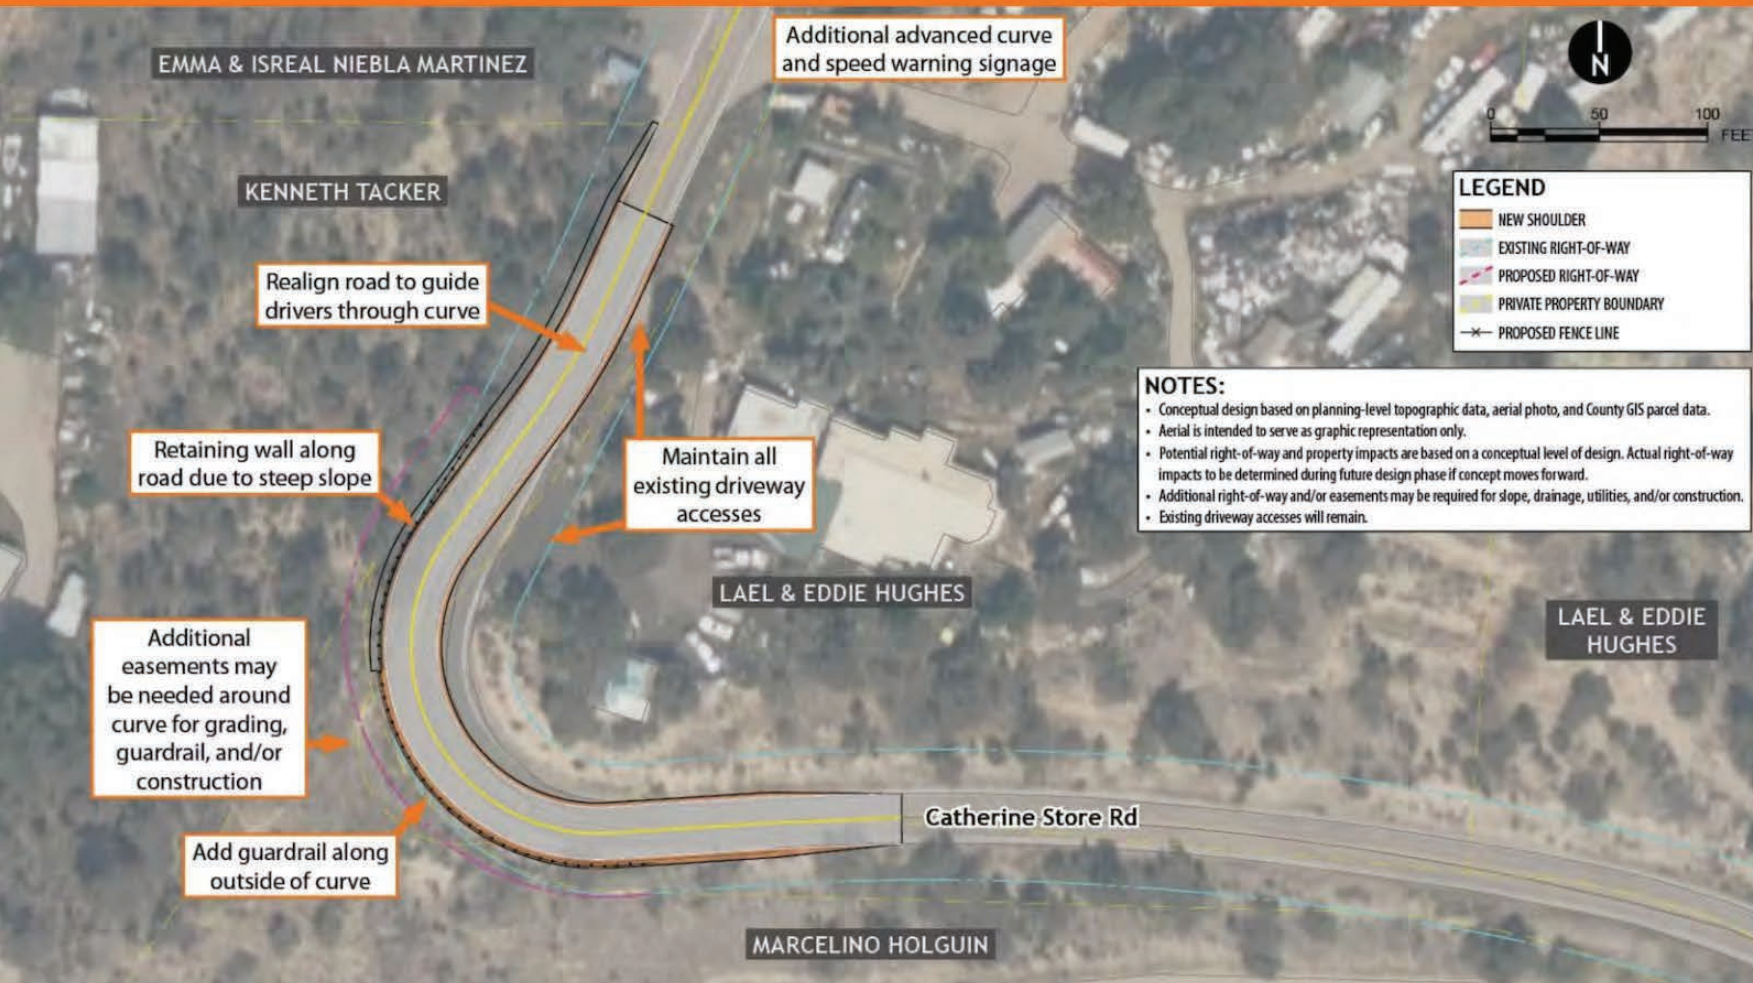 EMMA & ISREAL NIEBLA MARTINEZ
Additional advanced curve
and speed warning signage
N
0 50 100
FEE
KENNETH TACKER
LEGEND
NEW SHOULDER
EXISTING RIGHT-OF-WAY
PROPOSED RIGHT-OF-WAY
PRIVATE PROPERTY BOUNDARY
PROPOSED FENCE LINE
Realign road to guide
drivers through curve
NOTES:
• Conceptual design based on planning-level topographic data, aerial photo, and County GIS parcel data.
• Aerial is intended to serve as graphic representation only.
• Potential right-of-way and property impacts are based on a conceptual level of design. Actual right-of-way
impacts to be determined during future design phase if concept moves forward.
• Additional right-of-way and/or easements may be required for slope, drainage, utilities, and/or construction.
• Existing driveway accesses will remain.
Retaining wall along
road due to steep slope
Maintain all
existing driveway
accesses
LAEL & EDDIE HUGHES
LAEL & EDDIE
HUGHES
Additional
easements may
be needed around
curve for grading,
guardrail, and/or
construction
Catherine Store Rd
Add guardrail along
outside of curve
MARCELINO HOLGUIN